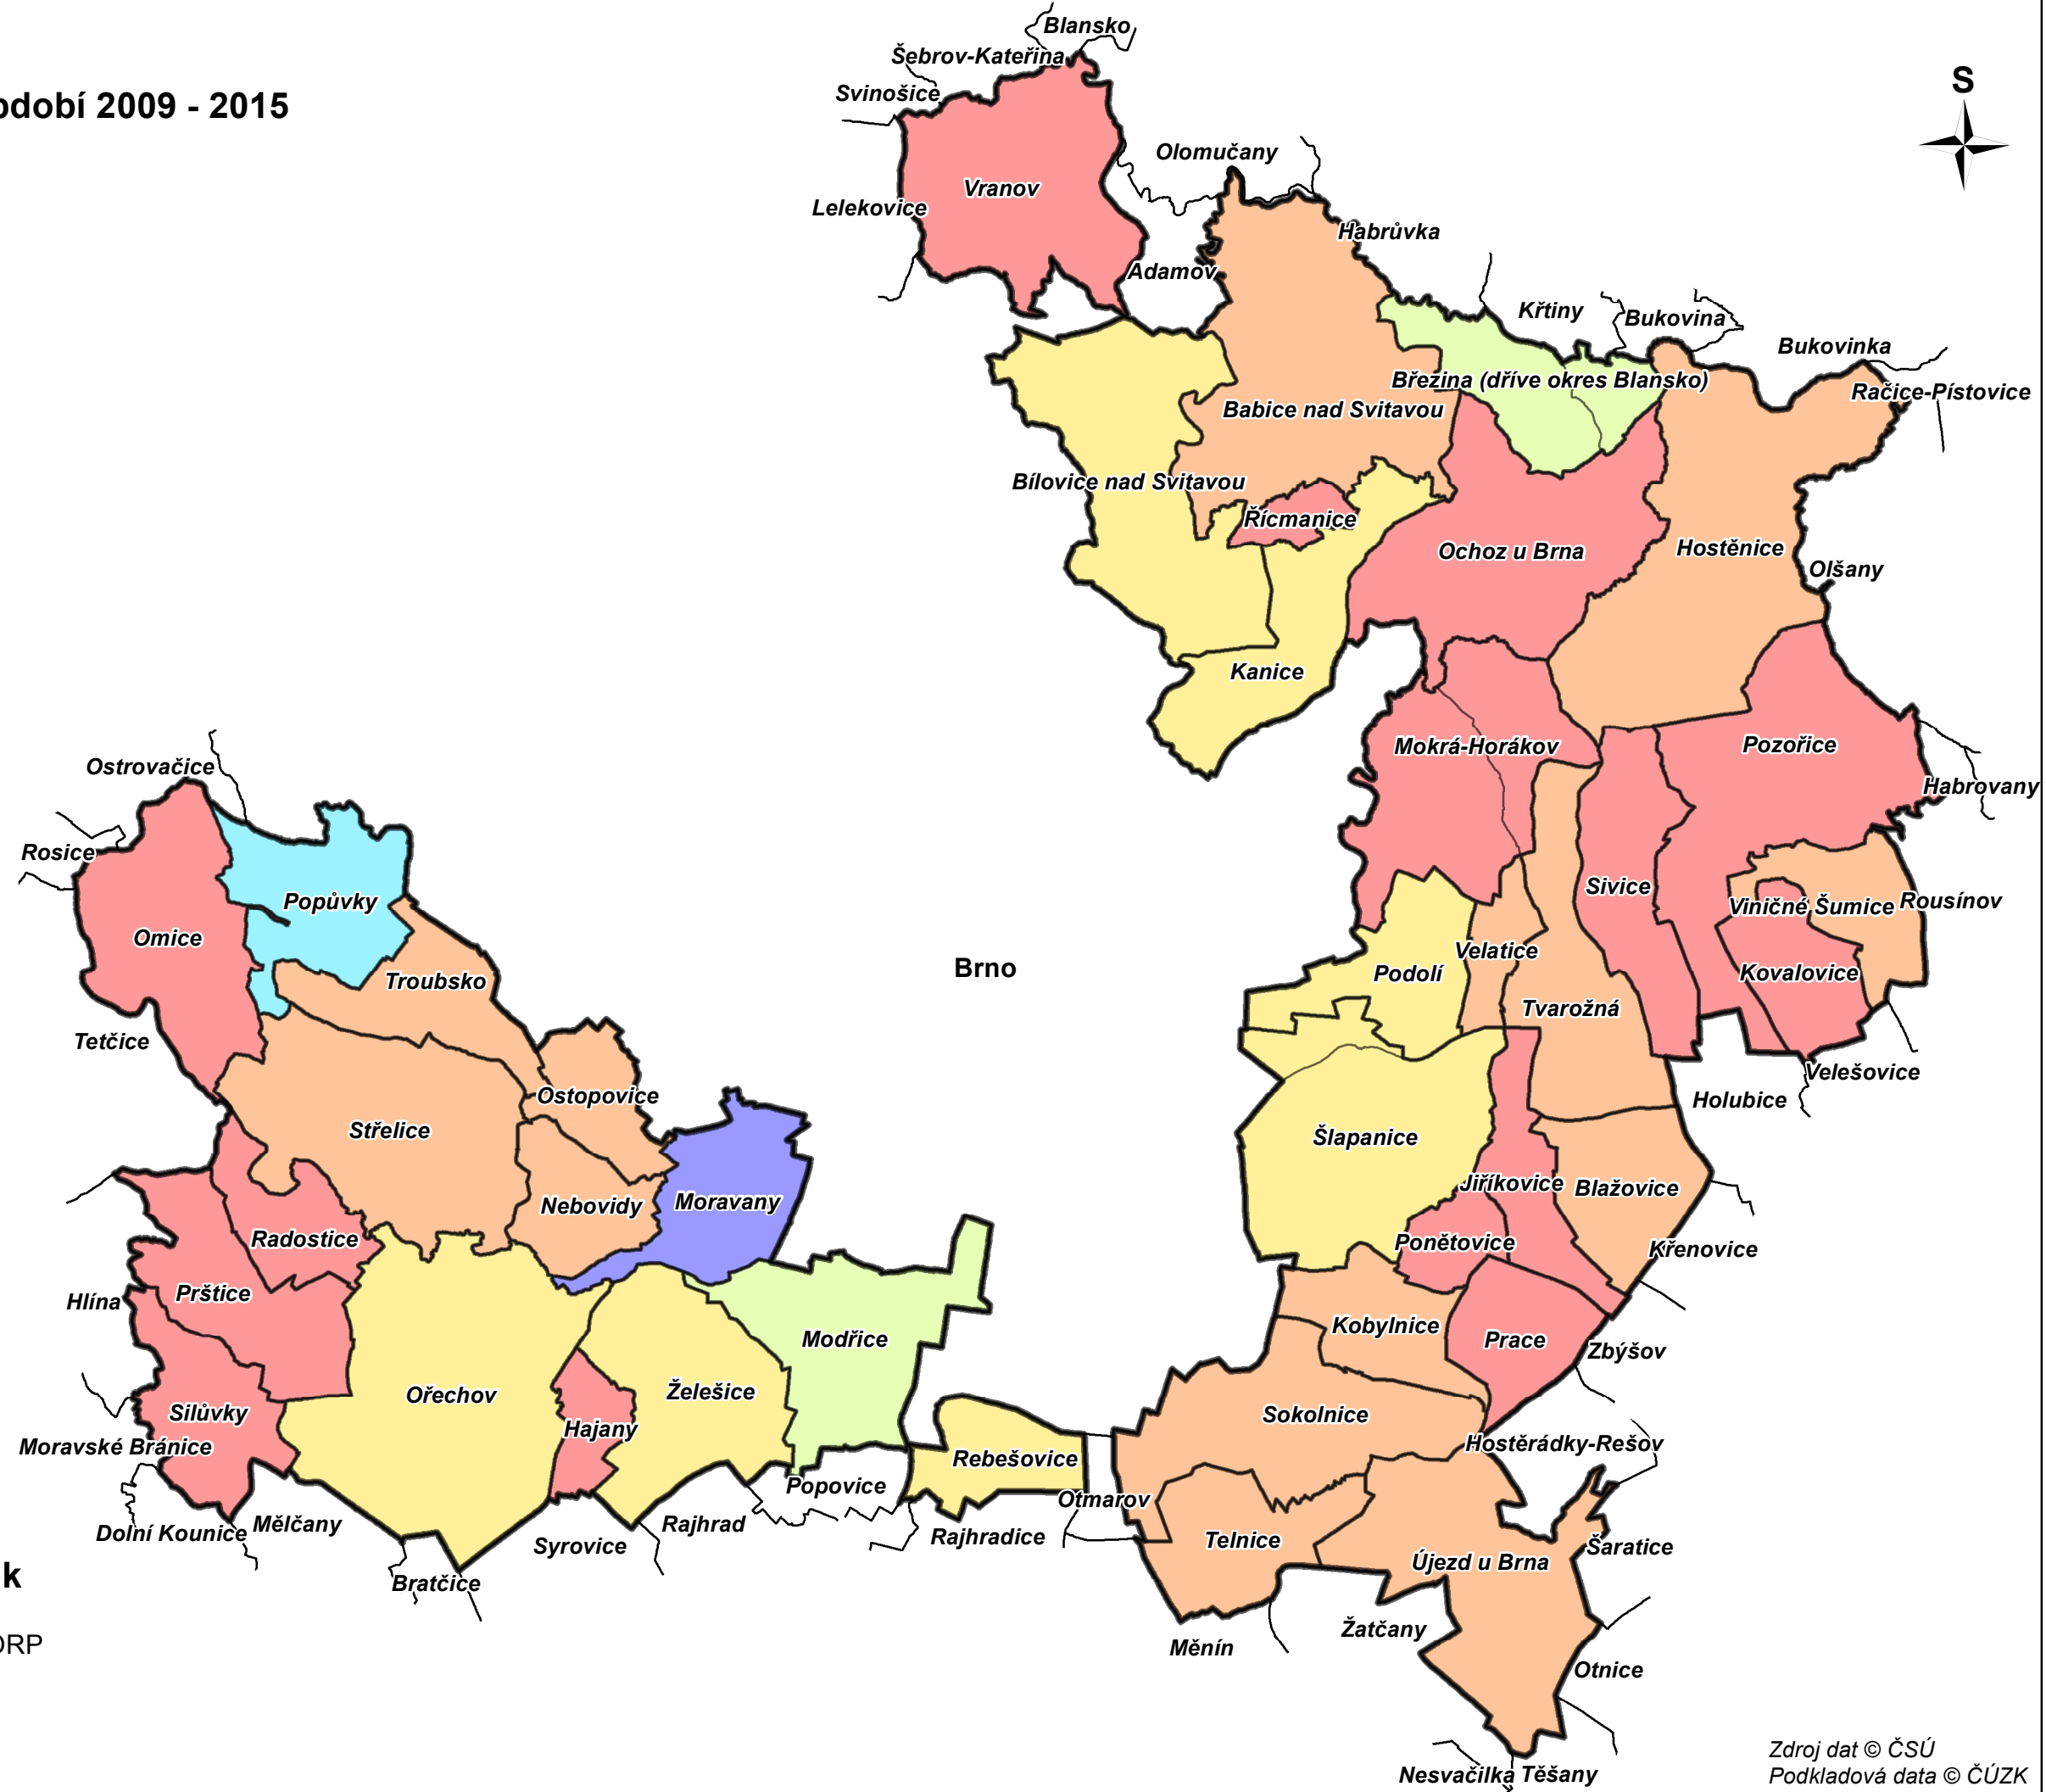 Blansko
Šebrov-Kateřina
S
Svinošice
období 2009 - 2015
Olomučany
Vranov
Lelekovice
Habrůvka
Adamov
Křtiny
Bukovina
Bukovinka
Březina (dříve okres Blansko)
Račice-Pístovice
Babice nad Svitavou
Bílovice nad Svitavou
Řícmanice
Ochoz u Brna
Hostěnice
Olšany
Kanice
Mokrá-Horákov
Pozořice
Ostrovačice
Habrovany
Rosice
Sivice
Popůvky
Viničné Šumice
Rousínov
Omice
Velatice
Brno
Podolí
Kovalovice
Troubsko
Tvarožná
Tetčice
Velešovice
Ostopovice
Holubice
Střelice
Šlapanice
Jiříkovice
Blažovice
Moravany
Nebovidy
Radostice
Ponětovice
Křenovice
Prštice
Hlína
Kobylnice
Modřice
Prace
Zbýšov
Ořechov
Želešice
Silůvky
Sokolnice
Hajany
Moravské Bránice
Hostěrádky-Rešov
Rebešovice
Popovice
Otmarov
Mělčany
Rajhrad
Dolní Kounice
Rajhradice
Telnice
Syrovice
Šaratice
Újezd u Brna
k
Bratčice
Žatčany
ORP
Měnín
Otnice
Zdroj dat © ČSÚ
Nesvačilka Těšany
Podkladová data © ČÚZK